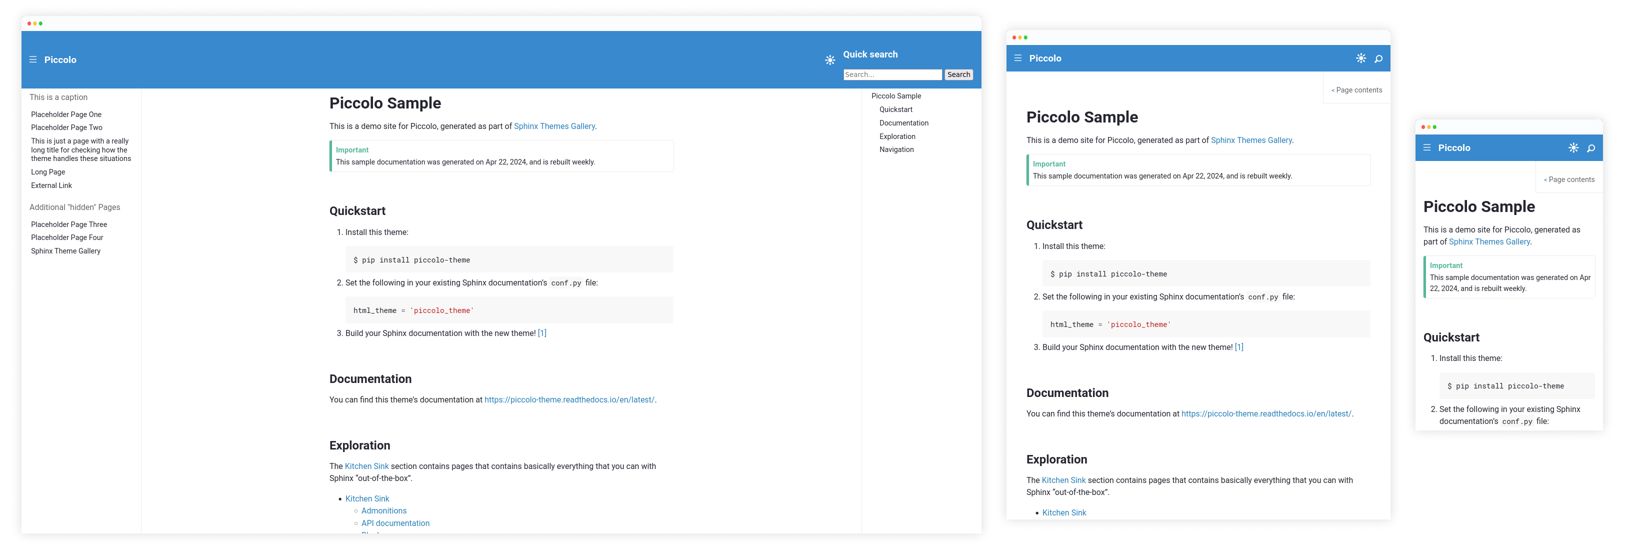 Piccolo
Quick search
Search...
Search
This is a caption
Placeholder Page One
Placeholder Page Two
This is just a page with a really
long title for checking how the
theme handles these situations
Long Page
External Link
Additional "hidden" Pages
Placeholder Page Three
Placeholder Page Four
Sphinx Theme Gallery
Piccolo Sample
This is a demo site for Piccolo, generated as part of Sphinx Themes Gallery.
Important
This sample documentation was generated on Apr 22, 2024, and is rebuilt weekly.
Quickstart
1. Install this theme:
$ pip install piccolo-theme
2. Set the following in your existing Sphinx documentation's conf.py file:
html_theme = 'piccolo_theme'
3. Build your Sphinx documentation with the new theme! [1]
Documentation
You can find this theme's documentation at https://piccolo-theme.readthedocs.io/en/latest/.
Exploration
The Kitchen Sink section contains pages that contains basically everything that you can with
Sphinx "out-of-the-box".
• Kitchen Sink
○ Admonitions
○ API documentation
Piccolo Sample
Quickstart
Documentation
Exploration
Navigation
Piccolo
< Page contents
Piccolo Sample
This is a demo site for Piccolo, generated as part of Sphinx Themes Gallery.
Important
This sample documentation was generated on Apr 22, 2024, and is rebuilt weekly.
Quickstart
1. Install this theme:
$ pip install piccolo-theme
2. Set the following in your existing Sphinx documentation's conf.py file:
html_theme = 'piccolo_theme'
3. Build your Sphinx documentation with the new theme! [1]
Documentation
You can find this theme's documentation at https://piccolo-theme.readthedocs.io/en/latest/.
Exploration
The Kitchen Sink section contains pages that contains basically everything that you can with
Sphinx "out-of-the-box".
• Kitchen Sink
Piccolo
< Page contents
Piccolo Sample
This is a demo site for Piccolo, generated as
part of Sphinx Themes Gallery.
Important
This sample documentation was generated on Apr
22, 2024, and is rebuilt weekly.
Quickstart
1. Install this theme:
$ pip install piccolo-theme
2. Set the following in your existing Sphinx
documentation's conf.py file: